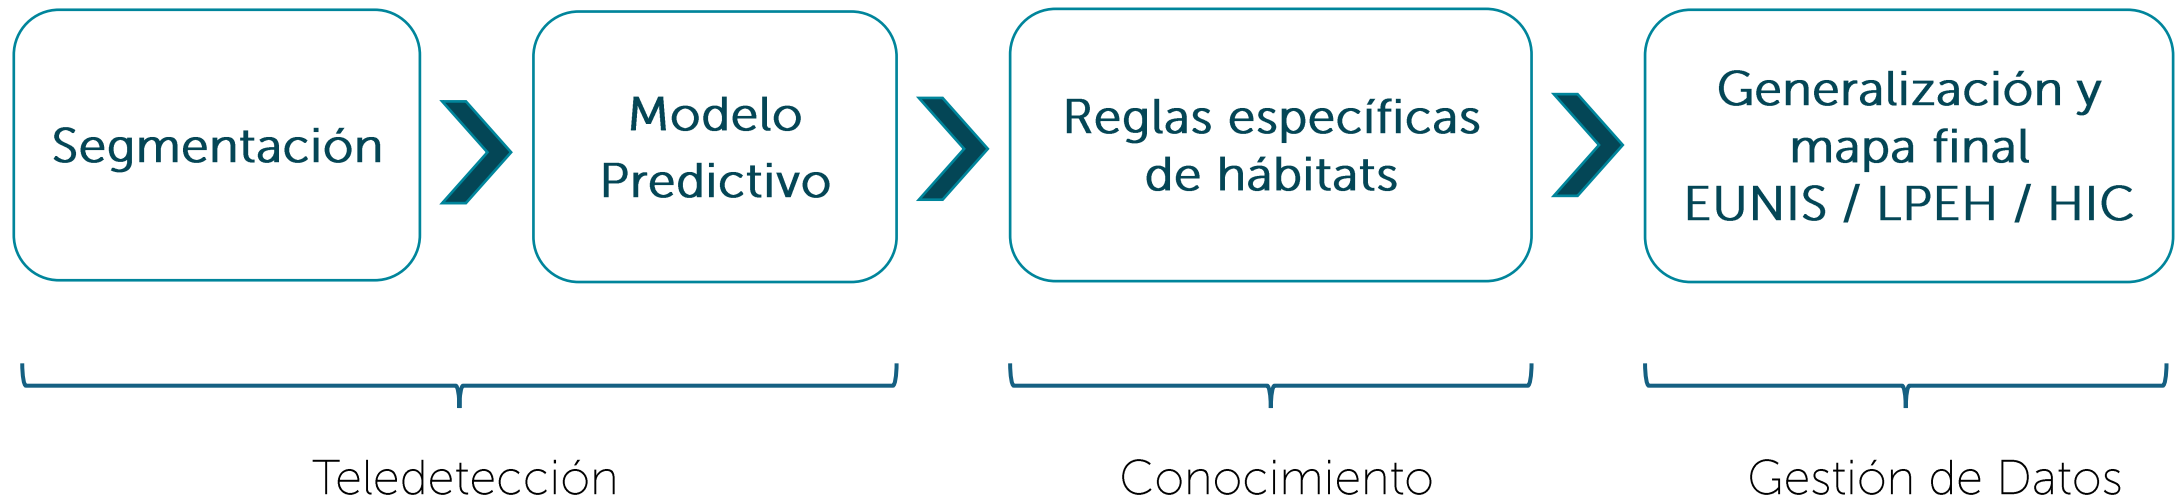 Segmentación
Modelo
Predictivo
Reglas específicas
de hábitats
Generalización y
mapa final
EUNIS / LPEH / HIC
Teledetección
Conocimiento
Gestión de Datos